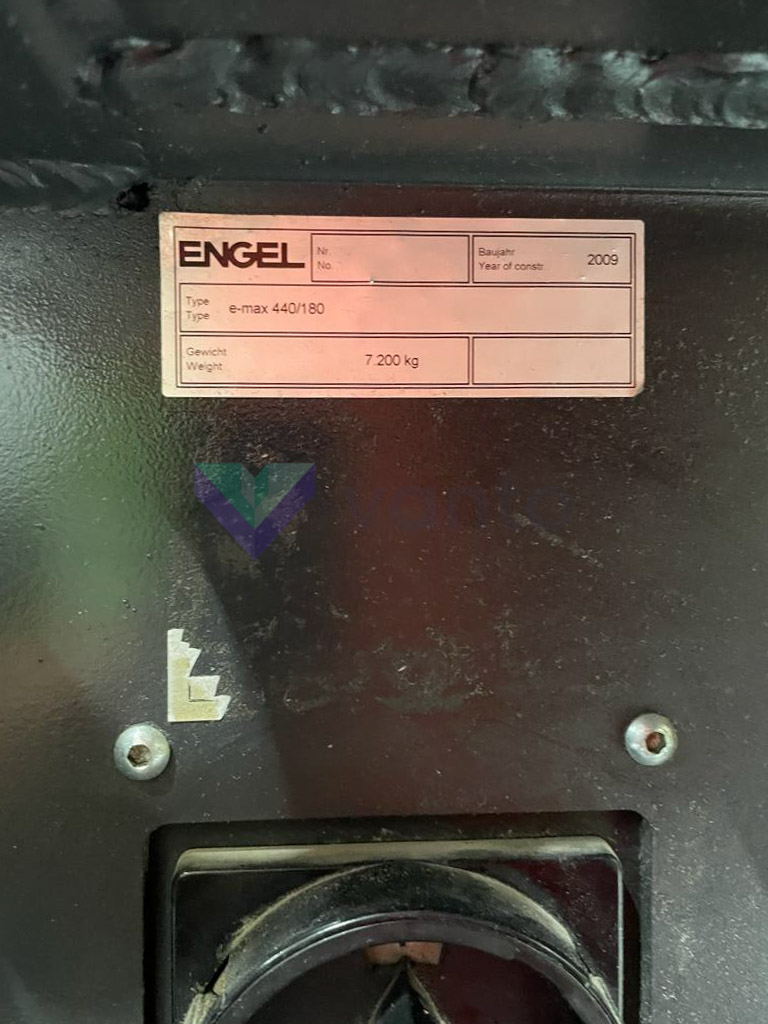 ENGEL
Nr.
No.
Baujahr
Year of constr.
2009
Type
Type
e-max 440/180
Gewicht
Weight
7.200 kg